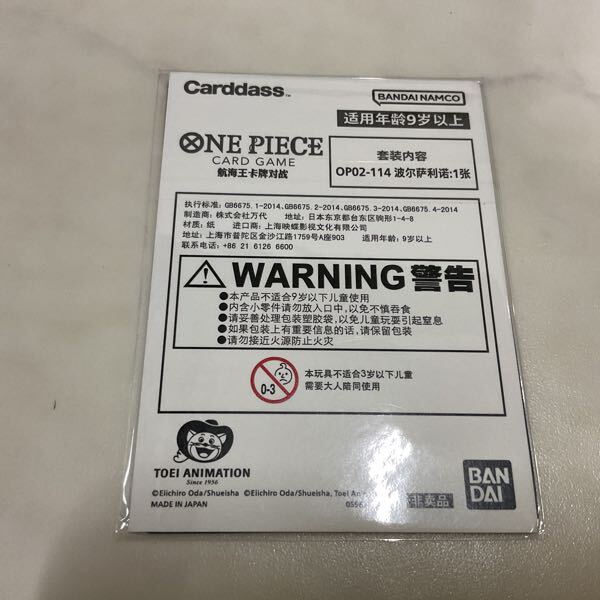 Carddass™
BANDAI NAMCO
适用年龄9岁以上
ONE PIECE
CARD GAME
航海王卡牌对战
套装内容
OP02-114 波尔萨利诺:1张
执行标准: GB6675.1-2014、GB6675.2-2014、GB6675.3-2014、GB6675.4-2014
制造商: 株式会社万代 地址: 日本东京都台东区驹形1-4-8
材质: 纸 进口商: 上海映蝶影视文化有限公司
地址: 上海市普陀区金沙江路1759号A座903 适用年龄: 9岁以上
联系电话: +86 21 6126 6600
WARNING 警告
●本产品不适合9岁以下儿童使用
●内含小零件请勿放入口中,以免不慎吞食
●请妥善处理包装塑胶袋,以免儿童玩耍引起窒息
●如果包装上有重要信息的话,请保留包装
●请勿接近火源防止火灾
0-3
本玩具不适合3岁以下儿童
需要大人陪同使用
TOEI ANIMATION
Since 1956
©Eiichiro Oda/Shueisha ©Eiichiro Oda/Shueisha, Toei
MADE IN JAPAN
非卖品
BAN
DAI